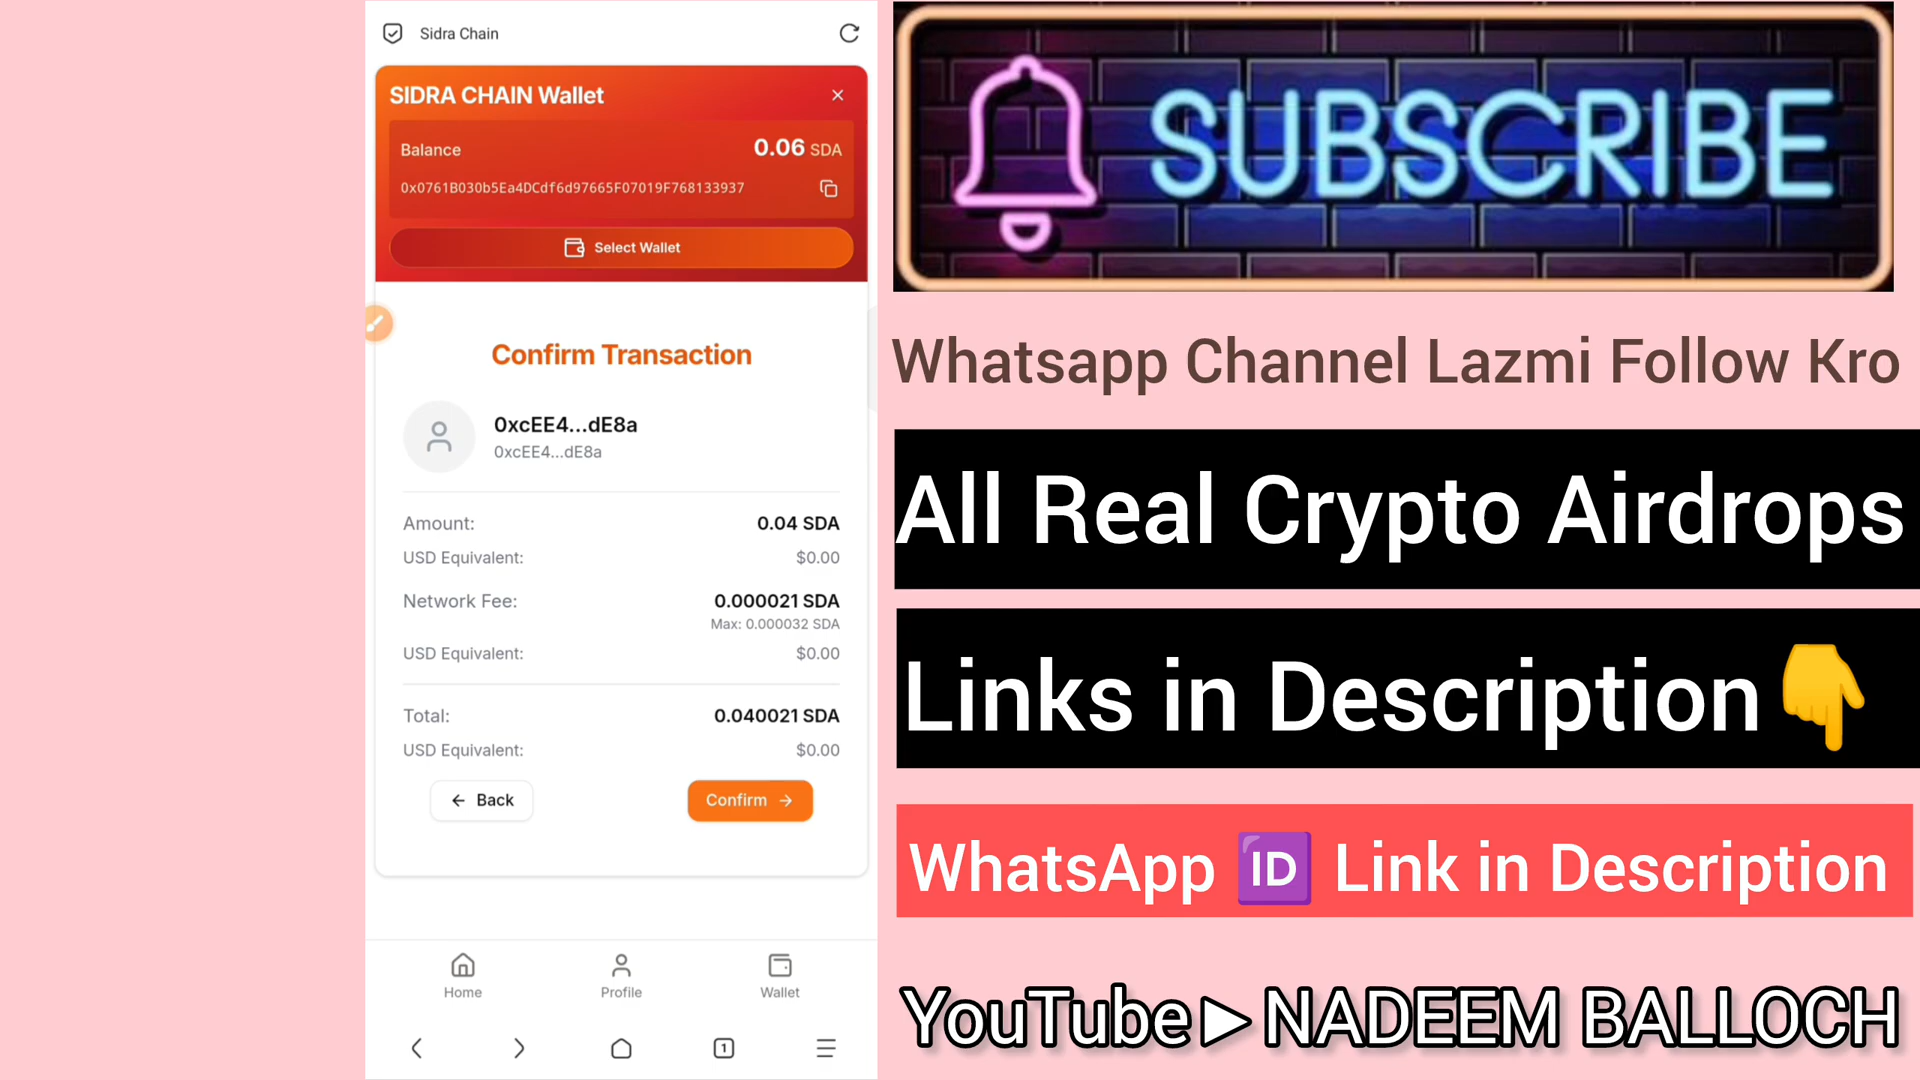 Sidra Chain
SIDRA CHAIN Wallet
Balance
0.06 SDA
0x0761B030b5Ea4DCdf6d97665F07019F768133937
Select Wallet
Confirm Transaction
0xcEE4...dE8a
0xcEE4...dE8a
Amount: 0.04 SDA
USD Equivalent: $0.00
Network Fee: 0.000021 SDA
Max: 0.000032 SDA
USD Equivalent: $0.00
Total: 0.040021 SDA
USD Equivalent: $0.00
← Back
Confirm →
Home
Profile
Wallet
1
SUBSCRIBE
Whatsapp Channel Lazmi Follow Kro
All Real Crypto Airdrops
Links in Description👇
WhatsApp 🆔 Link in Description
YouTube►NADEEM BALLOCH